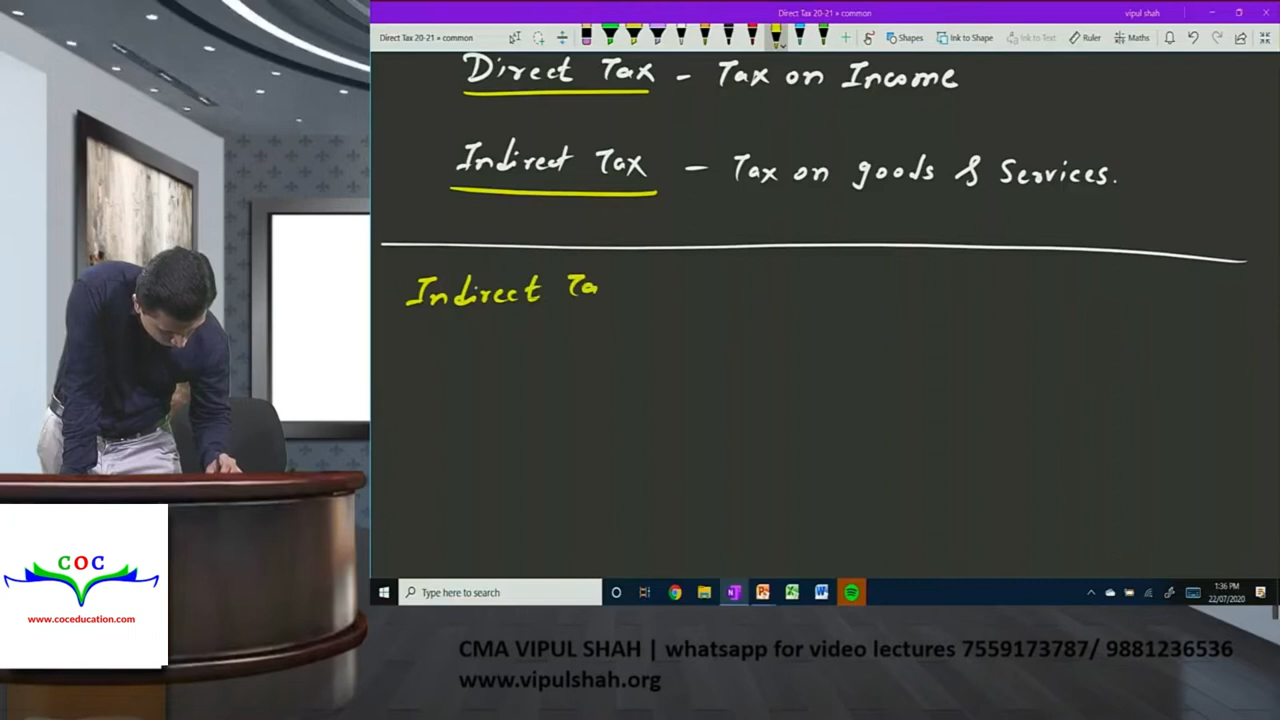 Direct Tax 20-21 » common
vipul shah
Direct Tax 20-21 » common
Shapes
Ink to Shape
Ink to Text
Ruler
Maths
Direct Tax - Tax on Income
Indirect Tax - Tax on goods & Services.
Indirect Ta
COC
www.coceducation.com
Type here to search
1:36 PM
22/07/2020
CMA VIPUL SHAH | whatsapp for video lectures 7559173787/ 9881236536
www.vipulshah.org